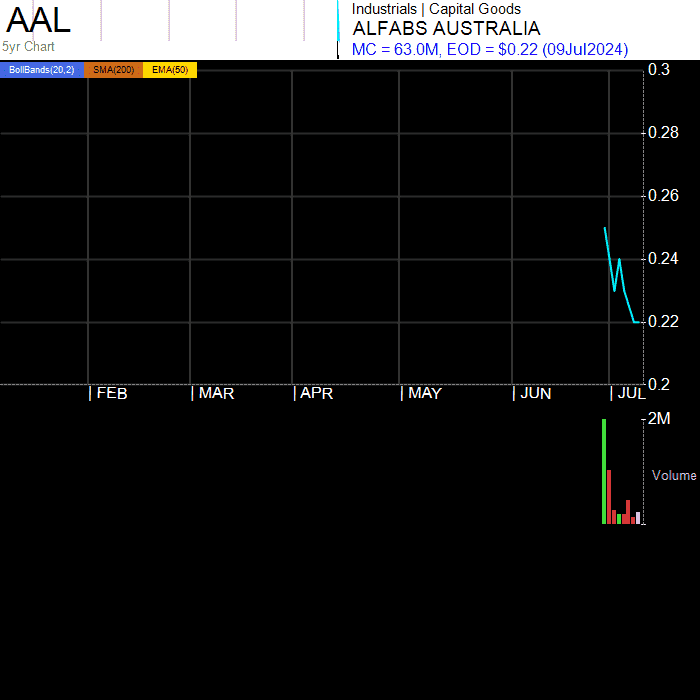 AAL
5yr Chart
Industrials | Capital Goods
ALFABS AUSTRALIA
MC = 63.0M, EOD = $0.22 (09Jul2024)
BollBands(20,2) SMA(200) EMA(50)
0.3
0.28
0.26
0.24
0.22
0.2
| FEB | MAR | APR | MAY | JUN | JUL
2M
Volume